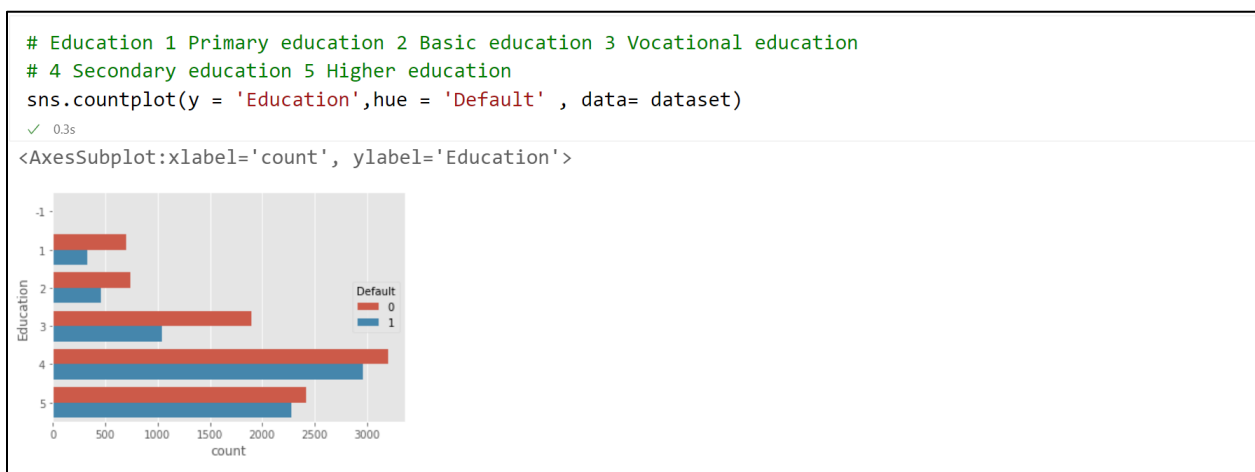 # Education 1 Primary education 2 Basic education 3 Vocational education
# 4 Secondary education 5 Higher education
sns.countplot(y = 'Education',hue = 'Default' , data= dataset)
✓ 0.3s
<AxesSubplot:xlabel='count', ylabel='Education'>
-1
1
2
3
4
5
Education
Default
0
1
0 500 1000 1500 2000 2500 3000
count